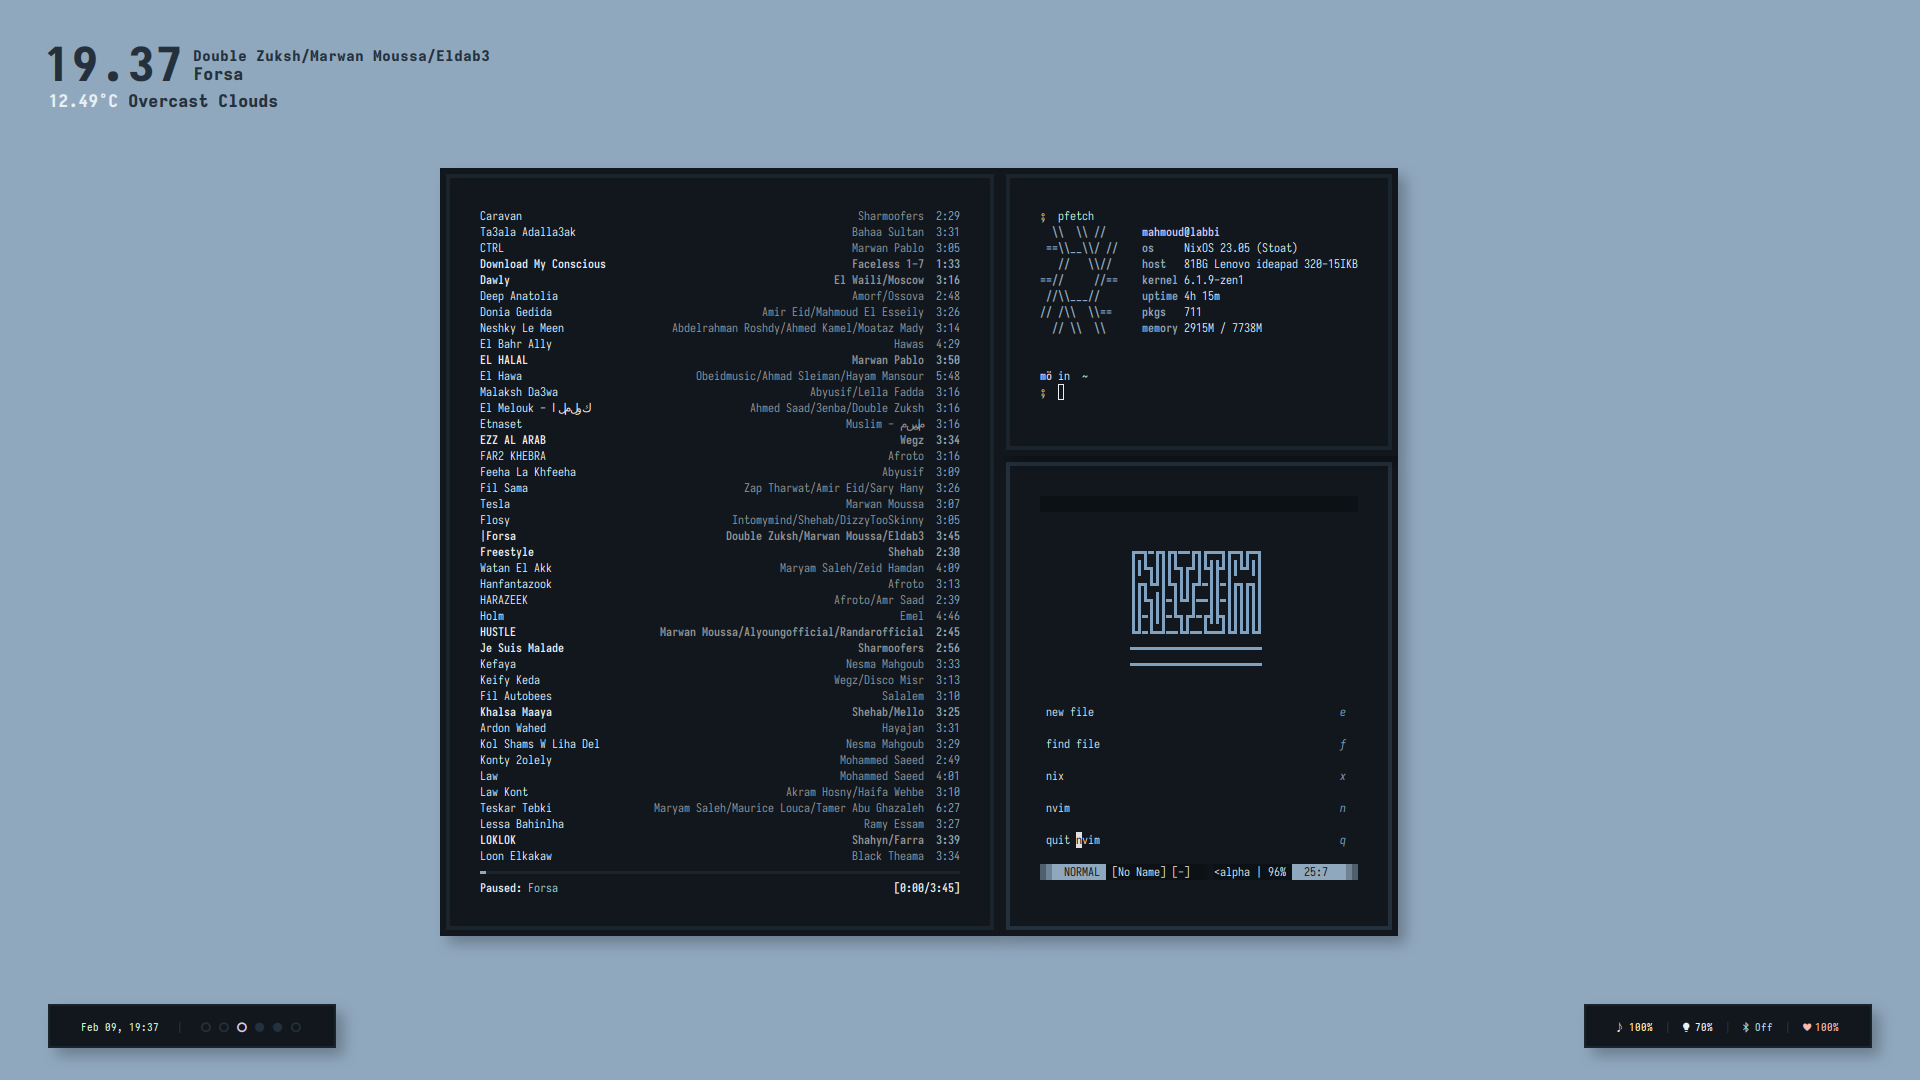 19.37 Double Zuksh/Marwan Moussa/Eldab3
Forsa
12.49°C Overcast Clouds
Caravan Sharmoofers 2:29
Ta3ala Adalla3ak Bahaa Sultan 3:31
CTRL Marwan Pablo 3:05
Download My Conscious Faceless 1-7 1:33
Dawly El Waili/Moscow 3:16
Deep Anatolia Amorf/Ossova 2:48
Donia Gedida Amir Eid/Mahmoud El Esseily 3:26
Neshky Le Meen Abdelrahman Roshdy/Ahmed Kamel/Moataz Mady 3:14
El Bahr Ally Hawas 4:29
EL HALAL Marwan Pablo 3:50
El Hawa Obeidmusic/Ahmad Sleiman/Hayam Mansour 5:48
Malaksh Da3wa Abyusif/Lella Fadda 3:16
El Melouk - الملوك Ahmed Saad/3enba/Double Zuksh 3:16
Etnaset Muslim - مسلم 3:16
EZZ AL ARAB Wegz 3:34
FAR2 KHEBRA Afroto 3:16
Feeha La Khfeeha Abyusif 3:09
Fil Sama Zap Tharwat/Amir Eid/Sary Hany 3:26
Tesla Marwan Moussa 3:07
Flosy Intomymind/Shehab/DizzyTooSkinny 3:05
|Forsa Double Zuksh/Marwan Moussa/Eldab3 3:45
Freestyle Shehab 2:30
Watan El Akk Maryam Saleh/Zeid Hamdan 4:09
Hanfantazook Afroto 3:13
HARAZEEK Afroto/Amr Saad 2:39
Holm Emel 4:46
HUSTLE Marwan Moussa/Alyoungofficial/Randarofficial 2:45
Je Suis Malade Sharmoofers 2:56
Kefaya Nesma Mahgoub 3:33
Keify Keda Wegz/Disco Misr 3:13
Fil Autobees Salalem 3:10
Khalsa Maaya Shehab/Mello 3:25
Ardon Wahed Hayajan 3:31
Kol Shams W Liha Del Nesma Mahgoub 3:29
Konty 2olely Mohammed Saeed 2:49
Law Mohammed Saeed 4:01
Law Kont Akram Hosny/Haifa Wehbe 3:10
Teskar Tebki Maryam Saleh/Maurice Louca/Tamer Abu Ghazaleh 6:27
Lessa Bahinlha Ramy Essam 3:27
LOKLOK Shahyn/Farra 3:39
Loon Elkakaw Black Theama 3:34
Paused: Forsa [0:00/3:45]
; pfetch
mahmoud@labbi
os NixOS 23.05 (Stoat)
host 81BG Lenovo ideapad 320-15IKB
kernel 6.1.9-zen1
uptime 4h 15m
pkgs 711
memory 2915M / 7738M
mö in ~
;
new file e
find file f
nix x
nvim n
quit nvim q
NORMAL [No Name] [-] <alpha | 96% 25:7
Feb 09, 19:37
100% | 70% | Off | 100%